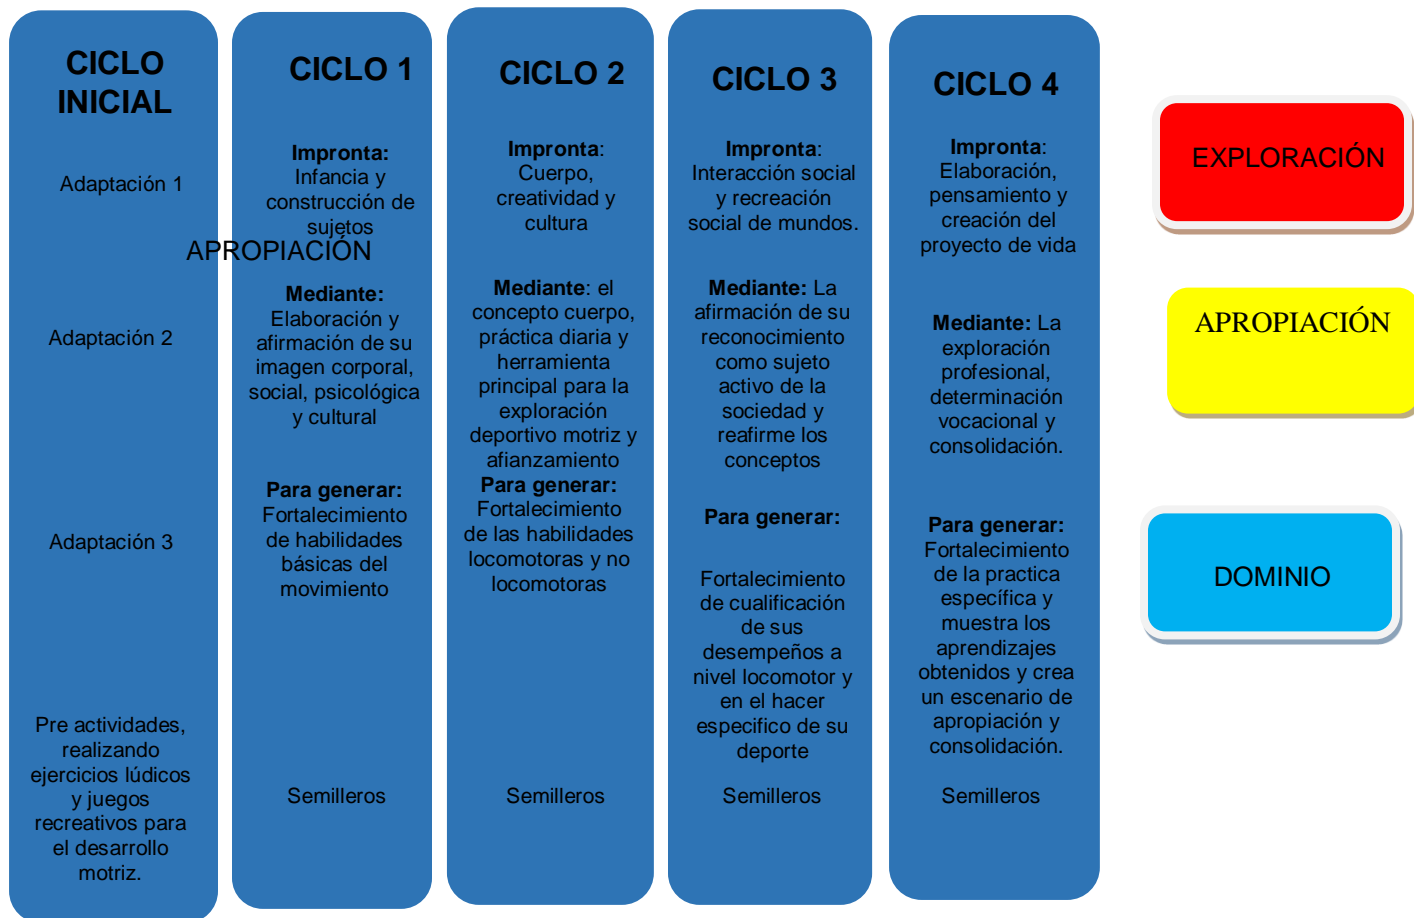 CICLO
INICIAL
Adaptación 1
Adaptación 2
Adaptación 3
Pre actividades,
realizando
ejercicios lúdicos
y juegos
recreativos para
el desarrollo
motriz.
CICLO 1
Impronta:
Infancia y
construcción de
sujetos
APROPIACIÓN
Mediante:
Elaboración y
afirmación de su
imagen corporal,
social, psicológica
y cultural
Para generar:
Fortalecimiento
de habilidades
básicas del
movimiento
Semilleros
CICLO 2
Impronta:
Cuerpo,
creatividad y
cultura
Mediante: el
concepto cuerpo,
práctica diaria y
herramienta
principal para la
exploración
deportivo motriz y
afianzamiento
Para generar:
Fortalecimiento
de las habilidades
locomotoras y no
locomotoras
Semilleros
CICLO 3
Impronta:
Interacción social
y recreación
social de mundos.
Mediante: La
afirmación de su
reconocimiento
como sujeto
activo de la
sociedad y
reafirme los
conceptos
Para generar:
Fortalecimiento
de cualificación
de sus
desempeños a
nivel locomotor y
en el hacer
especifico de su
deporte
Semilleros
CICLO 4
Impronta:
Elaboración,
pensamiento y
creación del
proyecto de vida
Mediante: La
exploración
profesional,
determinación
vocacional y
consolidación.
Para generar:
Fortalecimiento
de la practica
específica y
muestra los
aprendizajes
obtenidos y crea
un escenario de
apropiación y
consolidación.
Semilleros
EXPLORACIÓN
APROPIACIÓN
DOMINIO